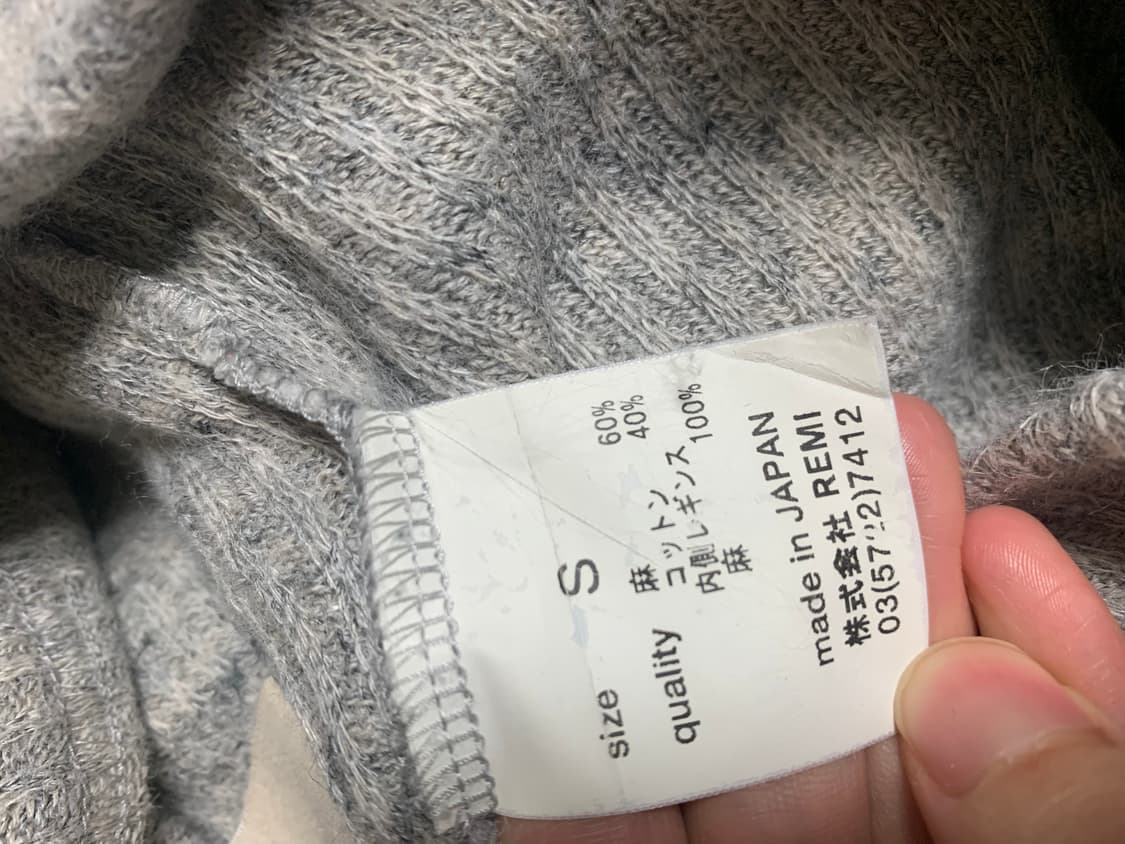 size S
quality 麻 60%
コットン 40%
内側レギンス
麻 100%
made in JAPAN
株式会社 REMI